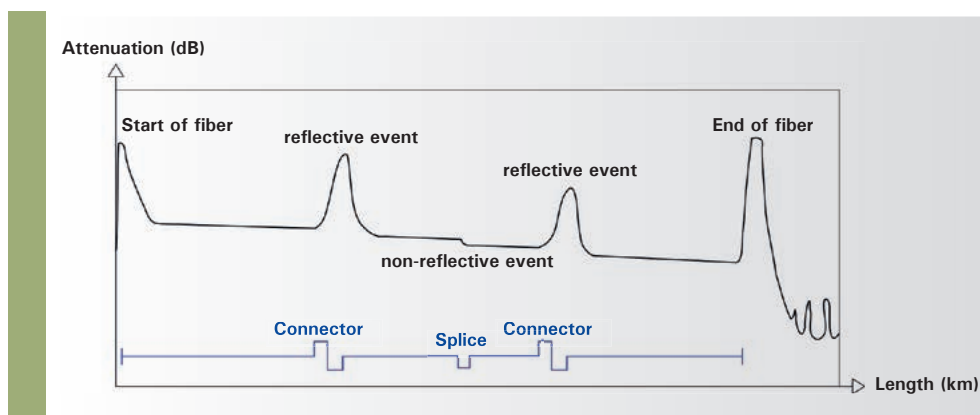 Attenuation (dB)
Start of fiber
End of fiber
reflective event
reflective event
non-reflective event
Connector
Splice
Connector
Length (km)